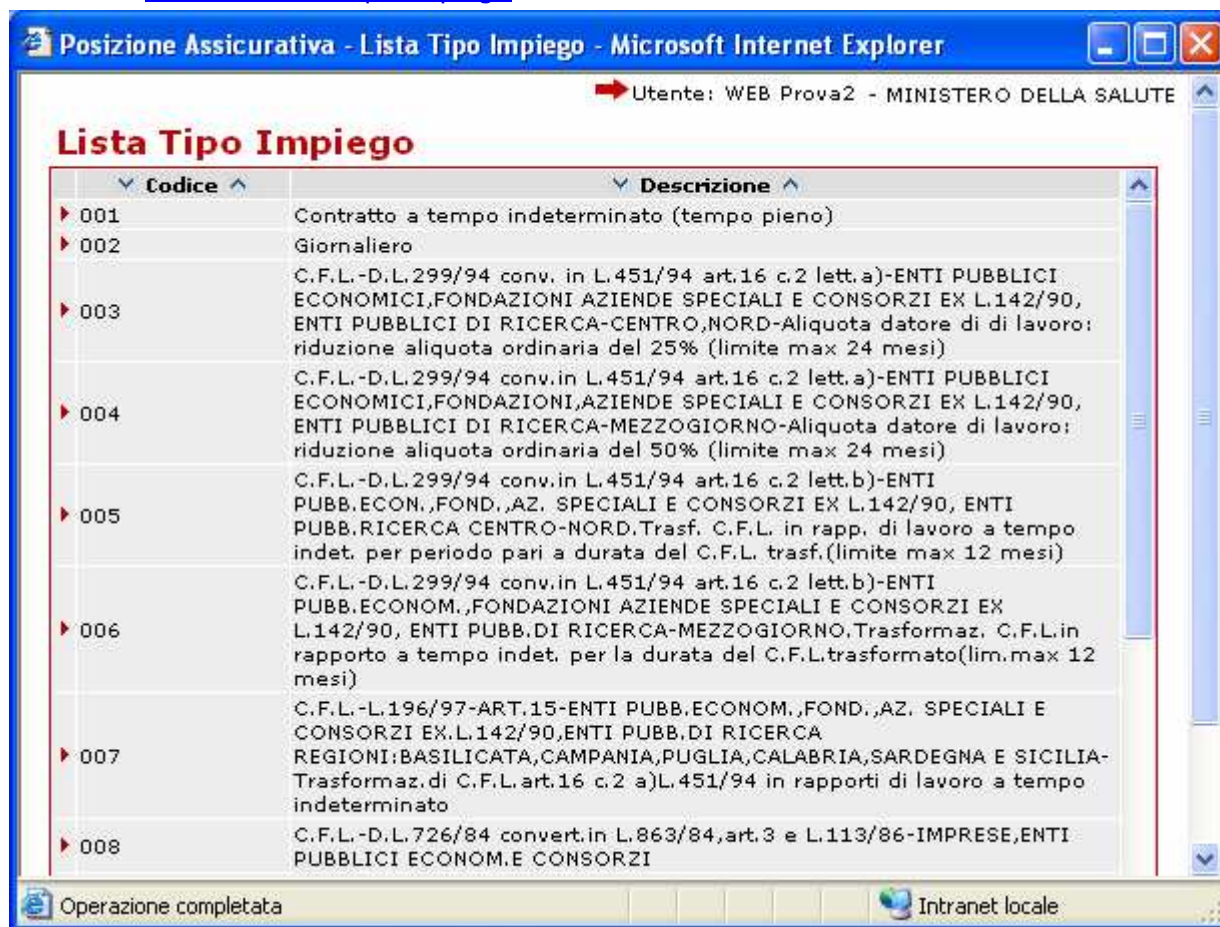 Posizione Assicurativa - Lista Tipo Impiego - Microsoft Internet Explorer
Utente: WEB Prova2 - MINISTERO DELLA SALUTE
Lista Tipo Impiego
Codice Descrizione
001 Contratto a tempo indeterminato (tempo pieno)
002 Giornaliero
003 C.F.L.-D.L.299/94 conv. in L.451/94 art.16 c.2 lett.a)-ENTI PUBBLICI
ECONOMICI,FONDAZIONI AZIENDE SPECIALI E CONSORZI EX L.142/90,
ENTI PUBBLICI DI RICERCA-CENTRO,NORD-Aliquota datore di di lavoro:
riduzione aliquota ordinaria del 25% (limite max 24 mesi)
004 C.F.L.-D.L.299/94 conv.in L.451/94 art.16 c.2 lett.a)-ENTI PUBBLICI
ECONOMICI,FONDAZIONI,AZIENDE SPECIALI E CONSORZI EX L.142/90,
ENTI PUBBLICI DI RICERCA-MEZZOGIORNO-Aliquota datore di lavoro:
riduzione aliquota ordinaria del 50% (limite max 24 mesi)
005 C.F.L.-D.L.299/94 conv.in L.451/94 art.16 c.2 lett.b)-ENTI
PUBB.ECON.,FOND.,AZ. SPECIALI E CONSORZI EX L.142/90, ENTI
PUBB.RICERCA CENTRO-NORD.Trasf. C.F.L. in rapp. di lavoro a tempo
indet. per periodo pari a durata del C.F.L. trasf.(limite max 12 mesi)
006 C.F.L.-D.L.299/94 conv.in L.451/94 art.16 c.2 lett.b)-ENTI
PUBB.ECONOM.,FONDAZIONI AZIENDE SPECIALI E CONSORZI EX
L.142/90, ENTI PUBB.DI RICERCA-MEZZOGIORNO.Trasformaz. C.F.L.in
rapporto a tempo indet. per la durata del C.F.L.trasformato(lim.max 12
mesi)
007 C.F.L.-L.196/97-ART.15-ENTI PUBB.ECONOM.,FOND.,AZ. SPECIALI E
CONSORZI EX.L.142/90,ENTI PUBB.DI RICERCA
REGIONI:BASILICATA,CAMPANIA,PUGLIA,CALABRIA,SARDEGNA E SICILIA-
Trasformaz.di C.F.L.art.16 c.2 a)L.451/94 in rapporti di lavoro a tempo
indeterminato
008 C.F.L.-D.L.726/84 convert.in L.863/84,art.3 e L.113/86-IMPRESE,ENTI
PUBBLICI ECONOM.E CONSORZI
Operazione completata Intranet locale